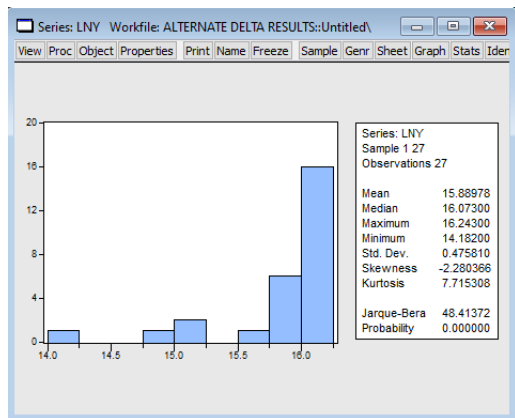 Series: LNY Workfile: ALTERNATE DELTA RESULTS::Untitled\
View Proc Object Properties Print Name Freeze Sample Genr Sheet Graph Stats Iden
20
16
12
8
4
0
14.0 14.5 15.0 15.5 16.0
Series: LNY
Sample 1 27
Observations 27
Mean 15.88978
Median 16.07300
Maximum 16.24300
Minimum 14.18200
Std. Dev. 0.475810
Skewness -2.280366
Kurtosis 7.715308
Jarque-Bera 48.41372
Probability 0.000000